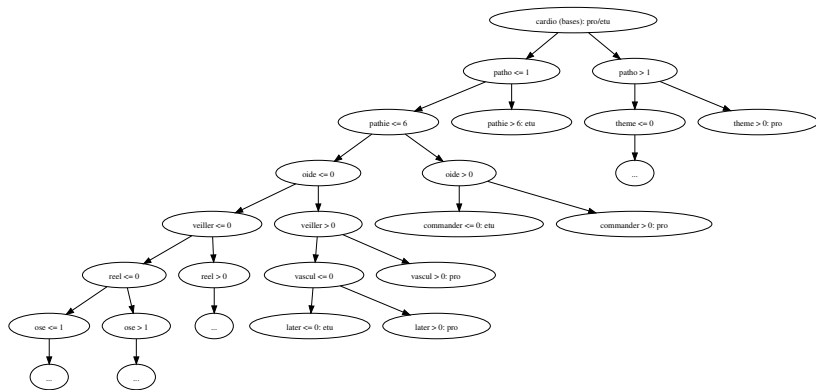 cardio (bases): pro/etu
patho <= 1
patho > 1
pathie <= 6
pathie > 6: etu
theme <= 0
theme > 0: pro
oide <= 0
oide > 0
...
veiller <= 0
veiller > 0
commander <= 0: etu
commander > 0: pro
reel <= 0
reel > 0
vascul <= 0
vascul > 0: pro
ose <= 1
ose > 1
...
later <= 0: etu
later > 0: pro
...
...